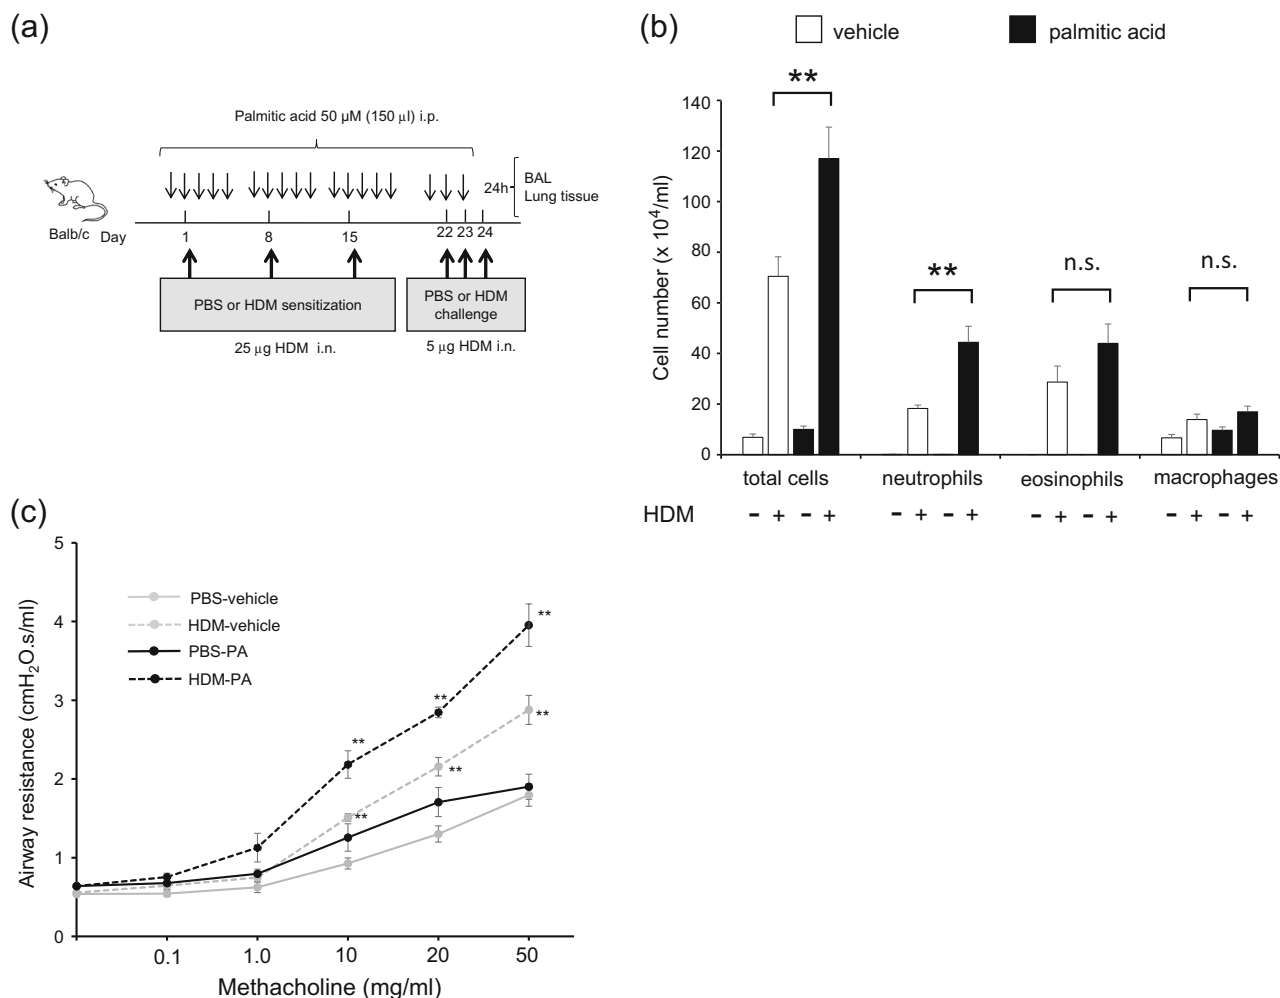 (a)
Palmitic acid 50 µM (150 µl) i.p.
24h
BAL
Lung tissue
Balb/c Day
1 8 15 22 23 24
PBS or HDM sensitization
PBS or HDM
challenge
25 µg HDM i.n.
5 µg HDM i.n.
(b)
vehicle palmitic acid
Cell number (x 10⁴/ml)
140
120
100
80
60
40
20
0
**
**
n.s.
n.s.
total cells neutrophils eosinophils macrophages
HDM - + - + - + - + - + - + - + - +
(c)
Airway resistance (cmH₂O.s/ml)
5
4
3
2
1
0
PBS-vehicle
HDM-vehicle
PBS-PA
HDM-PA
**
**
**
**
**
**
0.1 1.0 10 20 50
Methacholine (mg/ml)